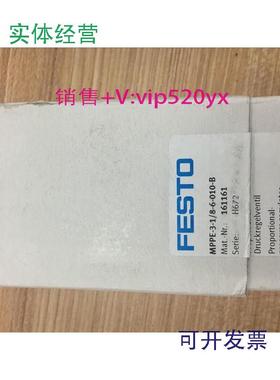 实体经营
销售+V:vip520yx
FESTO
MPPE-3-1/8-6-010-B
Mat.-Nr.: 161161
Serie: H672
Druckregelventil
Proportional-
可开发票